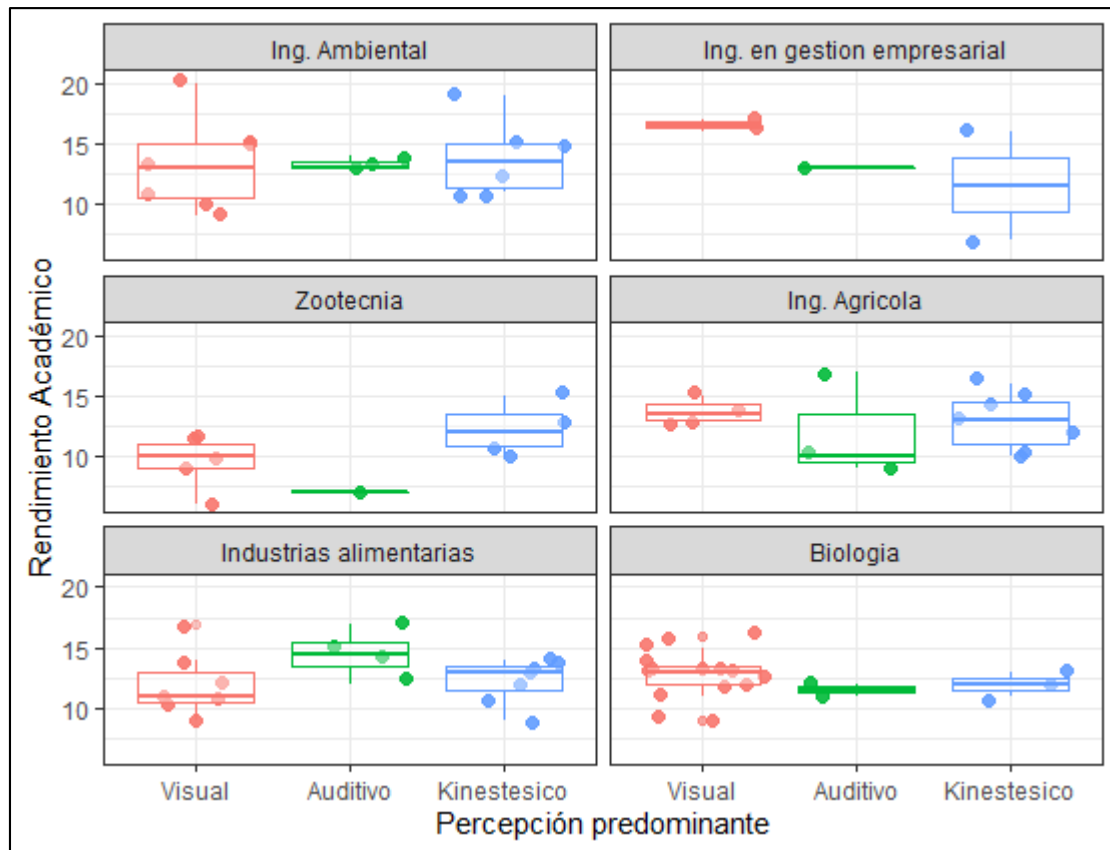 Ing. Ambiental
Ing. en gestion empresarial
20
15
10
Zootecnia
Ing. Agricola
20
15
10
Industrias alimentarias
Biologia
20
15
10
Visual
Auditivo
Kinestesico
Visual
Auditivo
Kinestesico
Rendimiento Académico
Percepción predominante